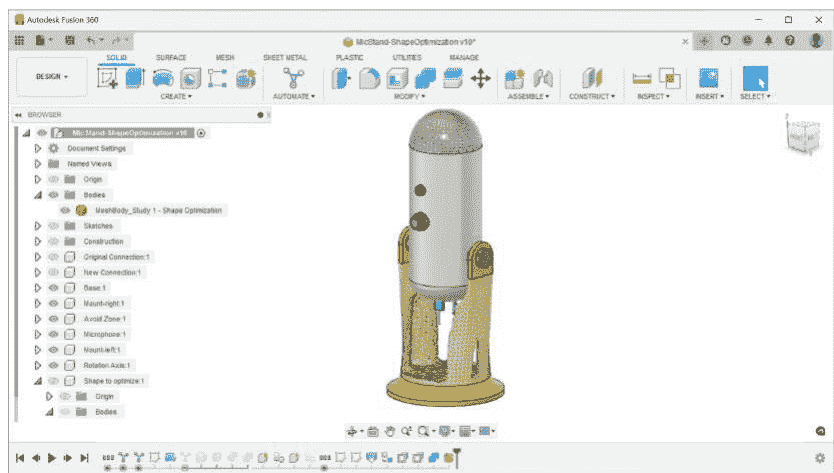 Autodesk Fusion 360
MicStand-ShapeOptimization v10*
SOLID SURFACE MESH SHEET METAL PLASTIC UTILITIES MANAGE
DESIGN
CREATE AUTOMATE MODIFY ASSEMBLE CONSTRUCT INSPECT INSERT SELECT
BROWSER
MicStand-ShapeOptimization v10
Document Settings
Named Views
Origin
Bodies
MeshBody_Study 1 - Shape Optimization
Sketches
Construction
Original Connection:1
New Connection:1
Base:1
Mount-right:1
Avoid Zone:1
Microphone:1
Mount-left:1
Rotation Axis:1
Shape to optimize:1
Origin
Bodies